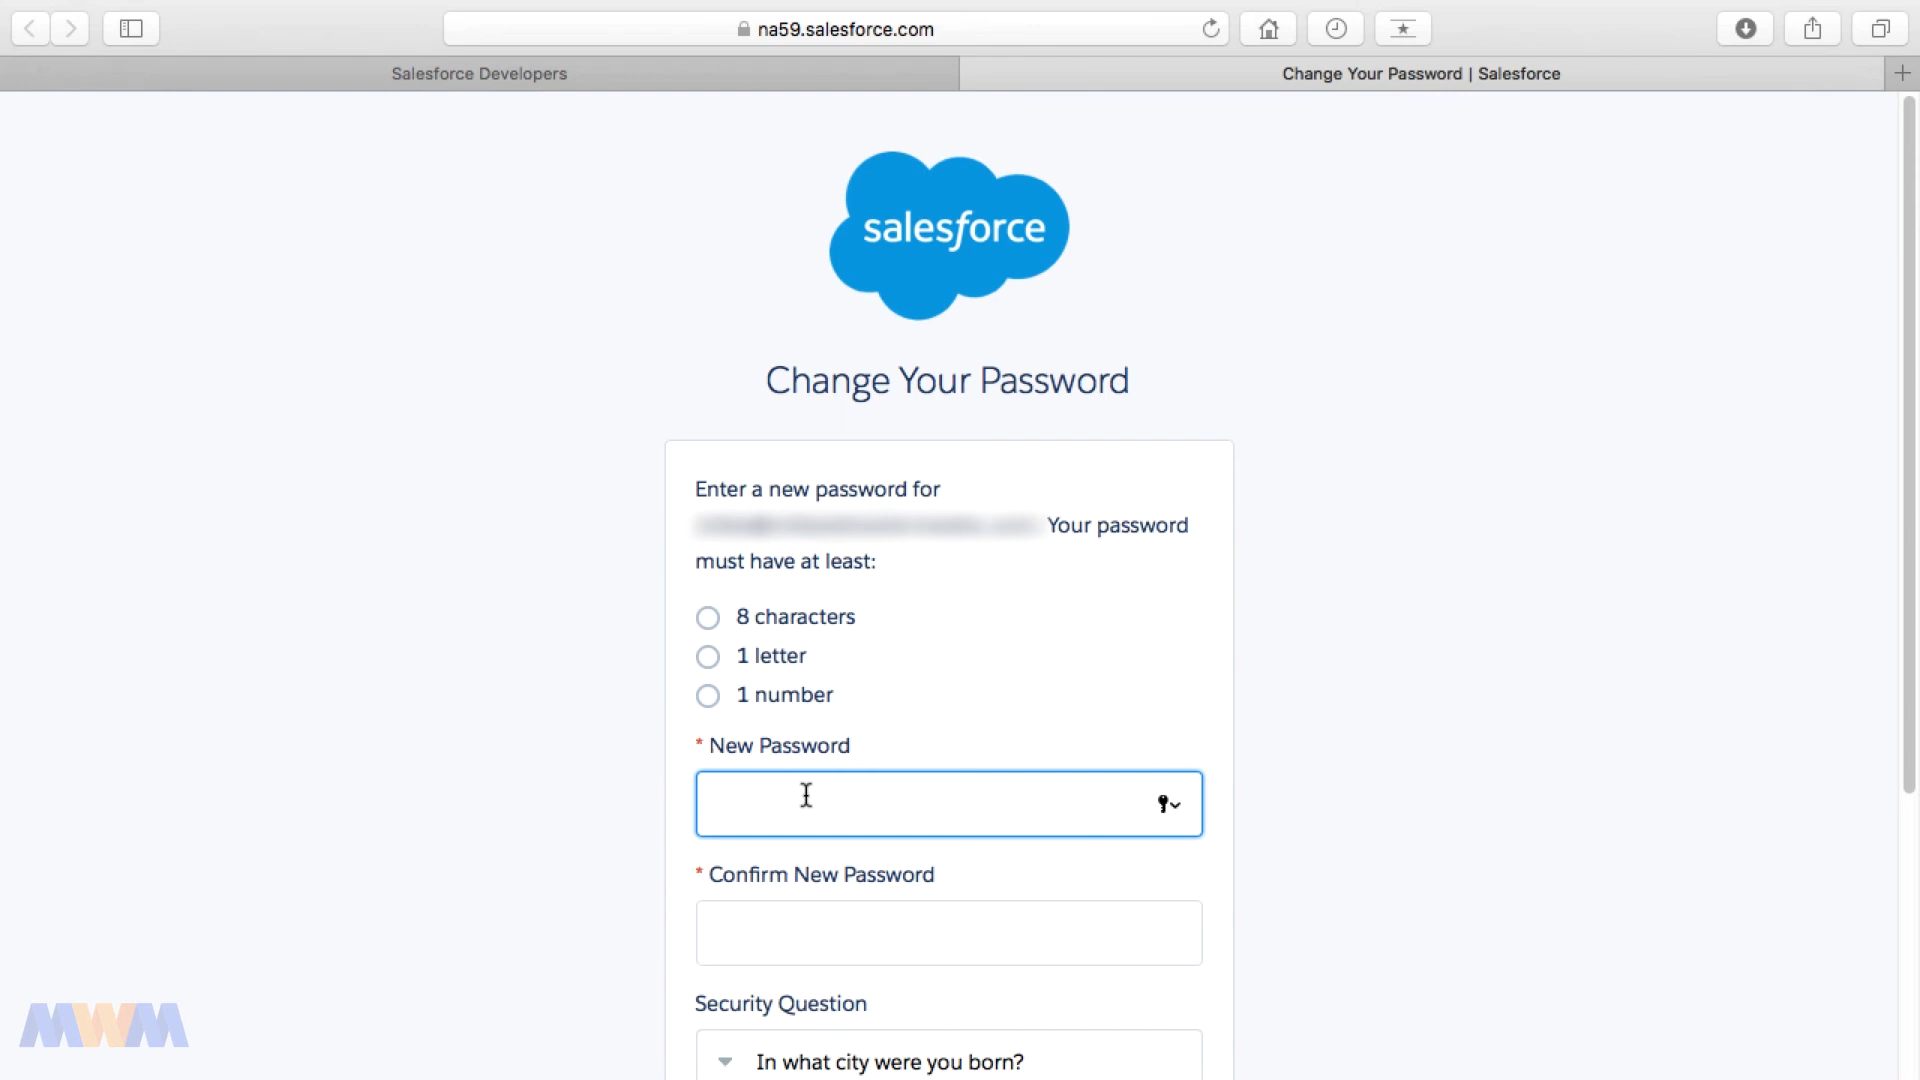 na59.salesforce.com
Salesforce Developers
Change Your Password | Salesforce
salesforce
Change Your Password
Enter a new password for
Your password
must have at least:
8 characters
1 letter
1 number
* New Password
* Confirm New Password
Security Question
In what city were you born?
MWM